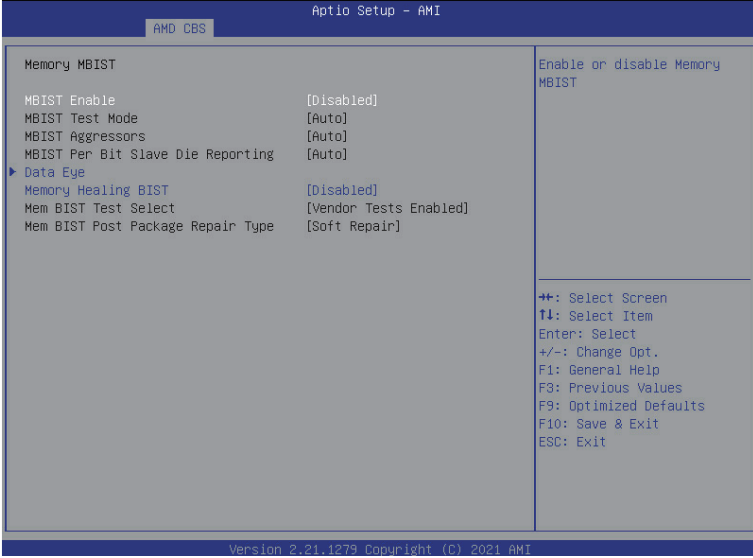 Aptio Setup – AMI
AMD CBS
Memory MBIST
MBIST Enable [Disabled]
MBIST Test Mode [Auto]
MBIST Aggressors [Auto]
MBIST Per Bit Slave Die Reporting [Auto]
Data Eye
Memory Healing BIST [Disabled]
Mem BIST Test Select [Vendor Tests Enabled]
Mem BIST Post Package Repair Type [Soft Repair]
Enable or disable Memory
MBIST
→←: Select Screen
↑↓: Select Item
Enter: Select
+/-: Change Opt.
F1: General Help
F3: Previous Values
F9: Optimized Defaults
F10: Save & Exit
ESC: Exit
Version 2.21.1279 Copyright (C) 2021 AMI